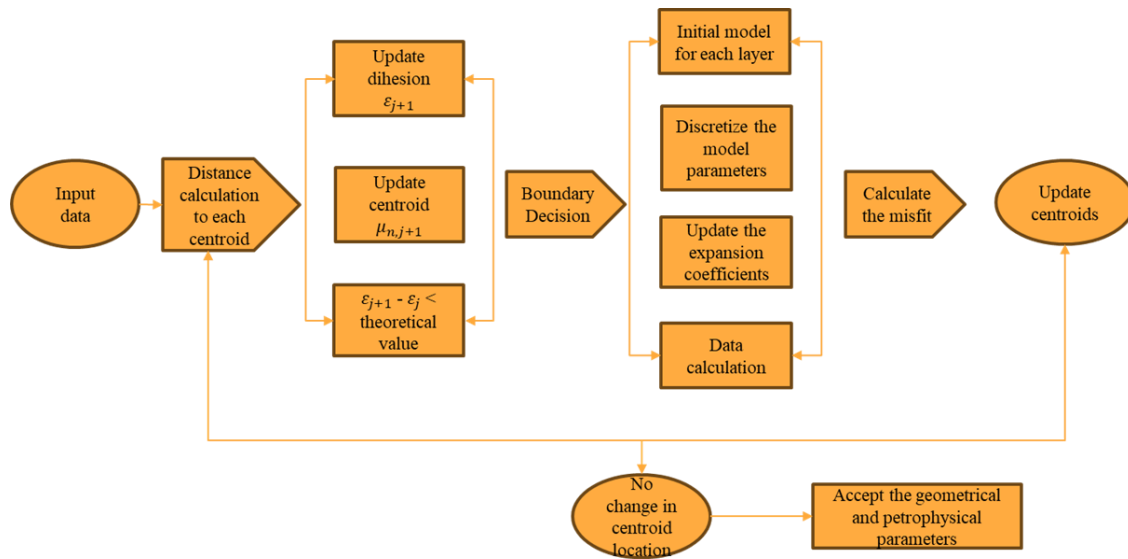 Input
data
Distance
calculation
to each
centroid
Update
dihesion
𝜀𝑗+1
Update
centroid
𝜇𝑛,𝑗+1
𝜀𝑗+1 - 𝜀𝑗 <
theoretical
value
Boundary
Decision
Initial model
for each layer
Discretize the
model
parameters
Update the
expansion
coefficients
Data
calculation
Calculate
the misfit
Update
centroids
No
change in
centroid
location
Accept the geometrical
and petrophysical
parameters